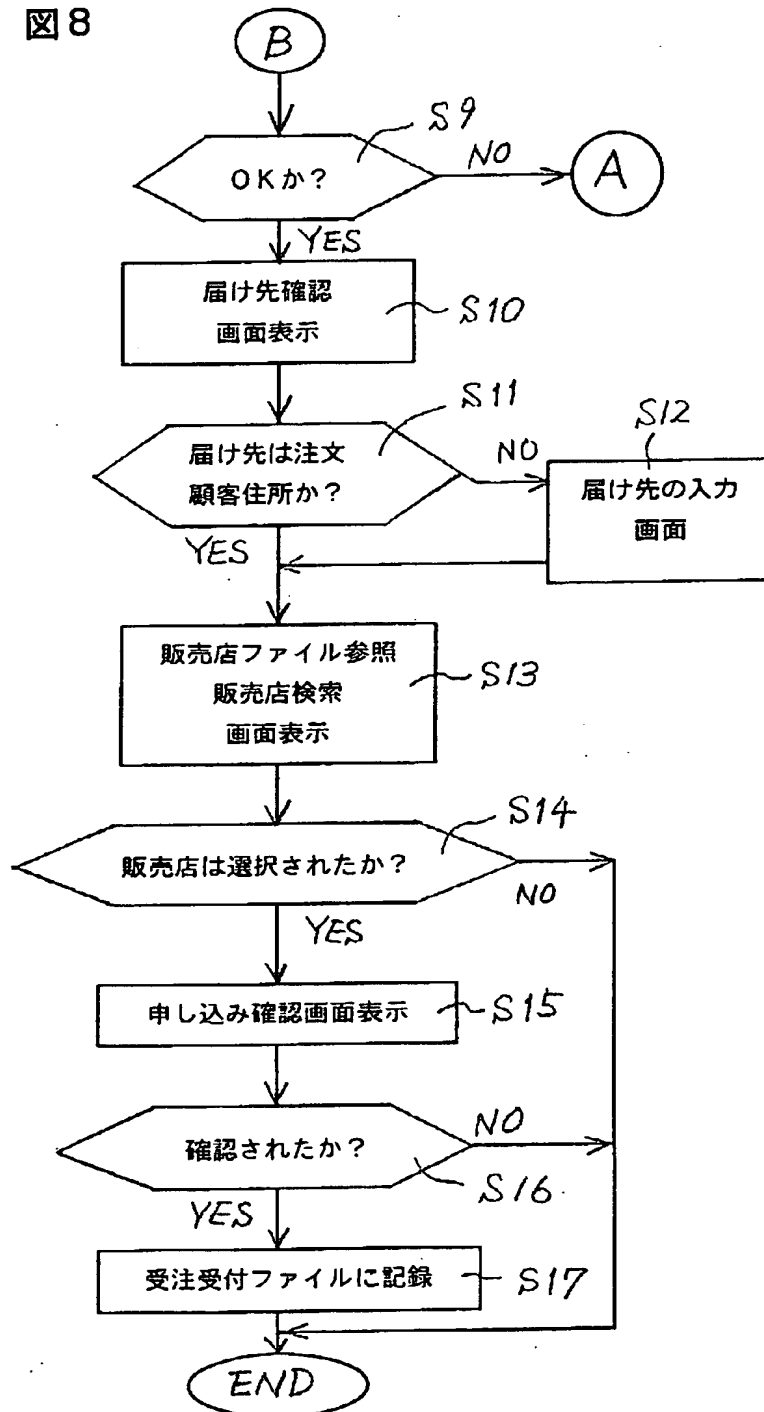 図8
B
S9
OKか?
NO
A
YES
届け先確認
画面表示
S10
S11
届け先は注文
顧客住所か?
NO
S12
届け先の入力
画面
YES
販売店ファイル参照
販売店検索
画面表示
S13
S14
販売店は選択されたか?
NO
YES
申し込み確認画面表示
S15
確認されたか?
NO
S16
YES
受注受付ファイルに記録
S17
END